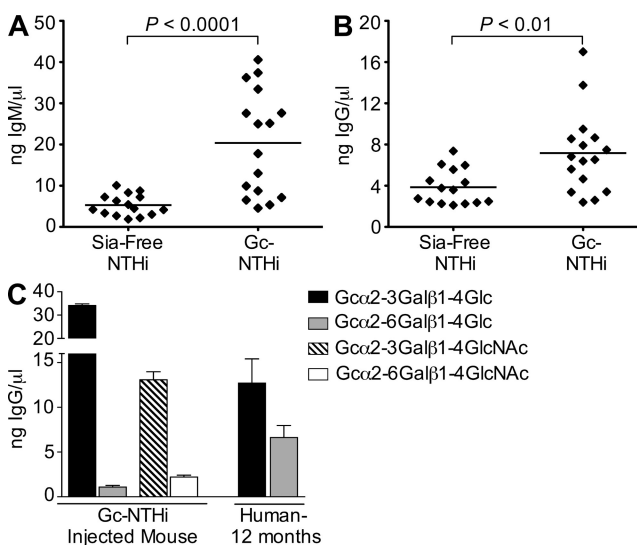 A
P < 0.0001
ng IgM/µl
50
40
30
20
10
0
Sia-Free
NTHi
Gc-
NTHi
B
P < 0.01
ng IgG/µl
16
12
8
4
0
Sia-Free
NTHi
Gc-
NTHi
C
ng IgG/µl
40
30
20
15
10
5
0
Gc-NTHi
Injected Mouse
Human-
12 months
Gcα2-3Galβ1-4Glc
Gcα2-6Galβ1-4Glc
Gcα2-3Galβ1-4GlcNAc
Gcα2-6Galβ1-4GlcNAc